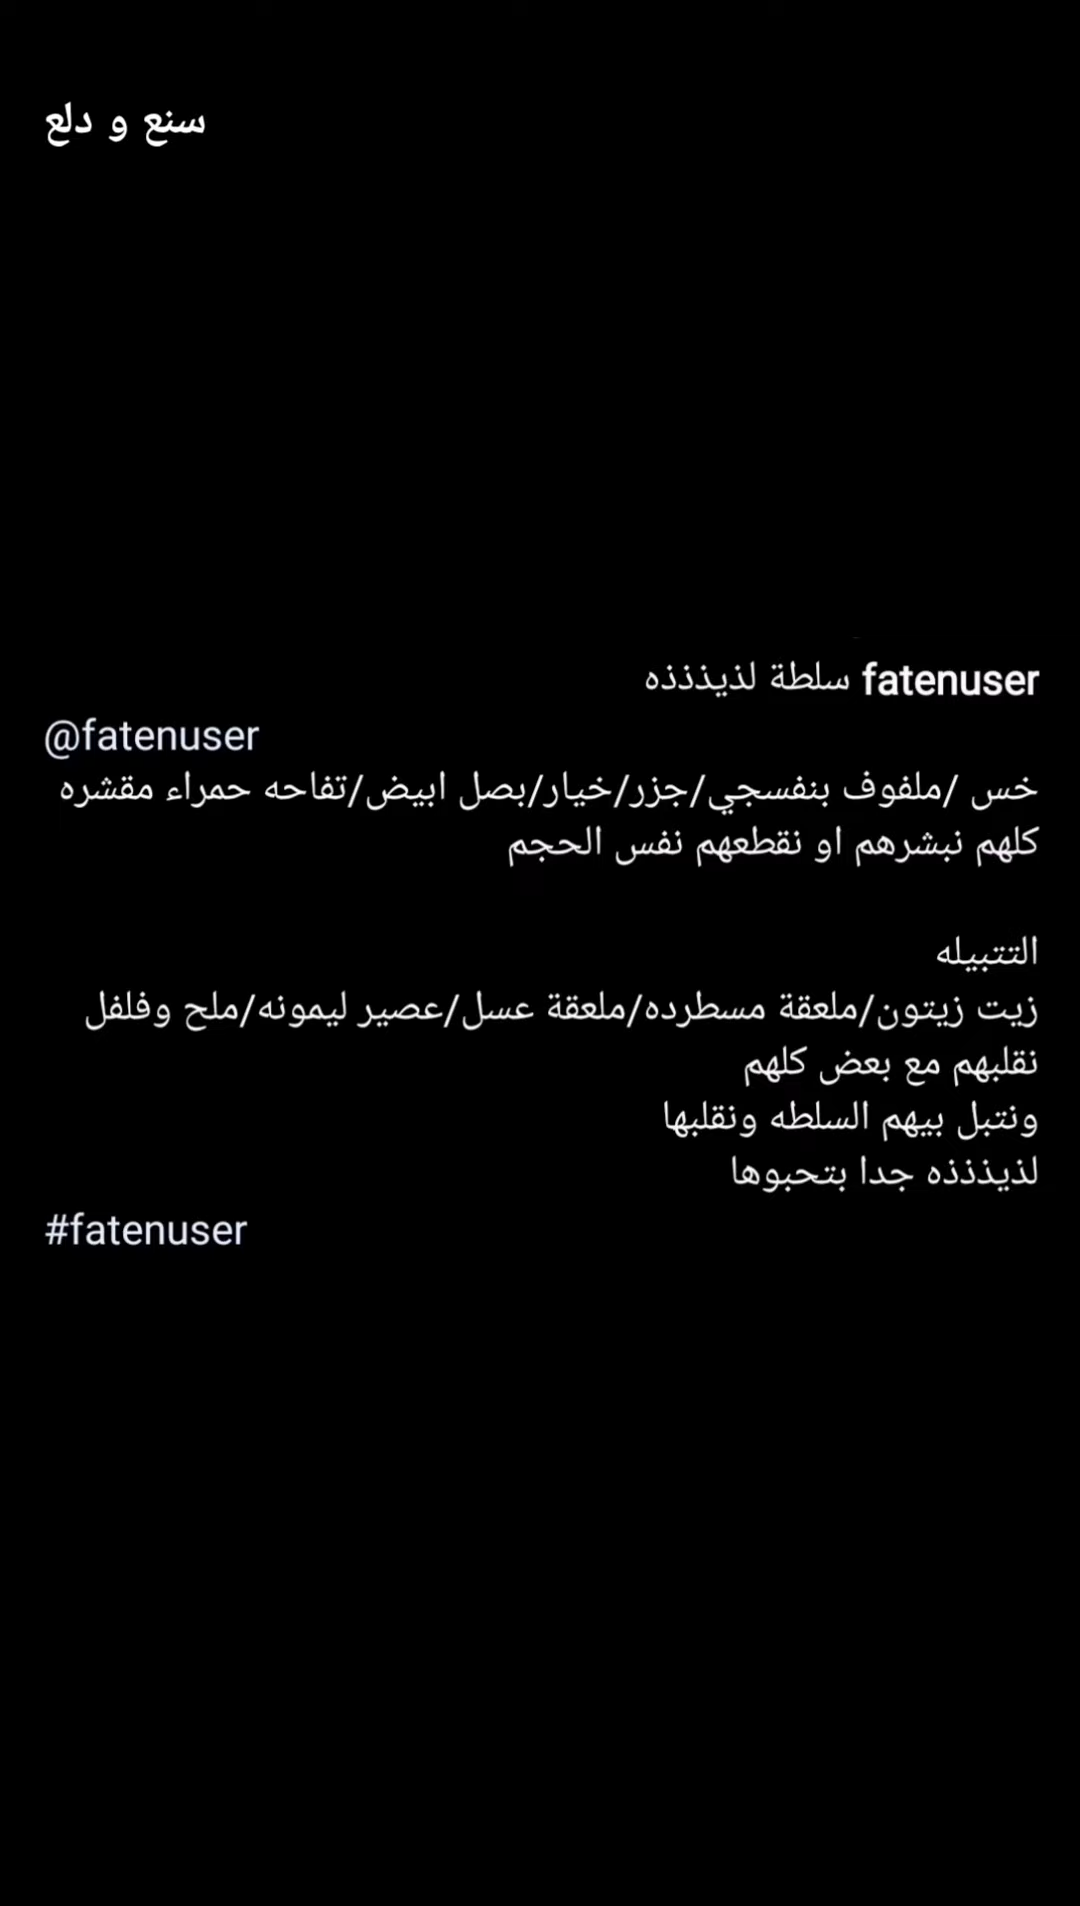 سنع و دلع
fatenuser سلطة لذيذذذه
@fatenuser
خس /ملفوف بنفسجي/جزر/خيار/بصل ابيض/تفاحه حمراء مقشره
كلهم نبشرهم او نقطعهم نفس الحجم
التتبيله
زيت زيتون/ملعقة مسطرده/ملعقة عسل/عصير ليمونه/ملح وفلفل
نقلبهم مع بعض كلهم
ونتبل بيهم السلطه ونقلبها
لذيذذذه جدا بتحبوها
#fatenuser